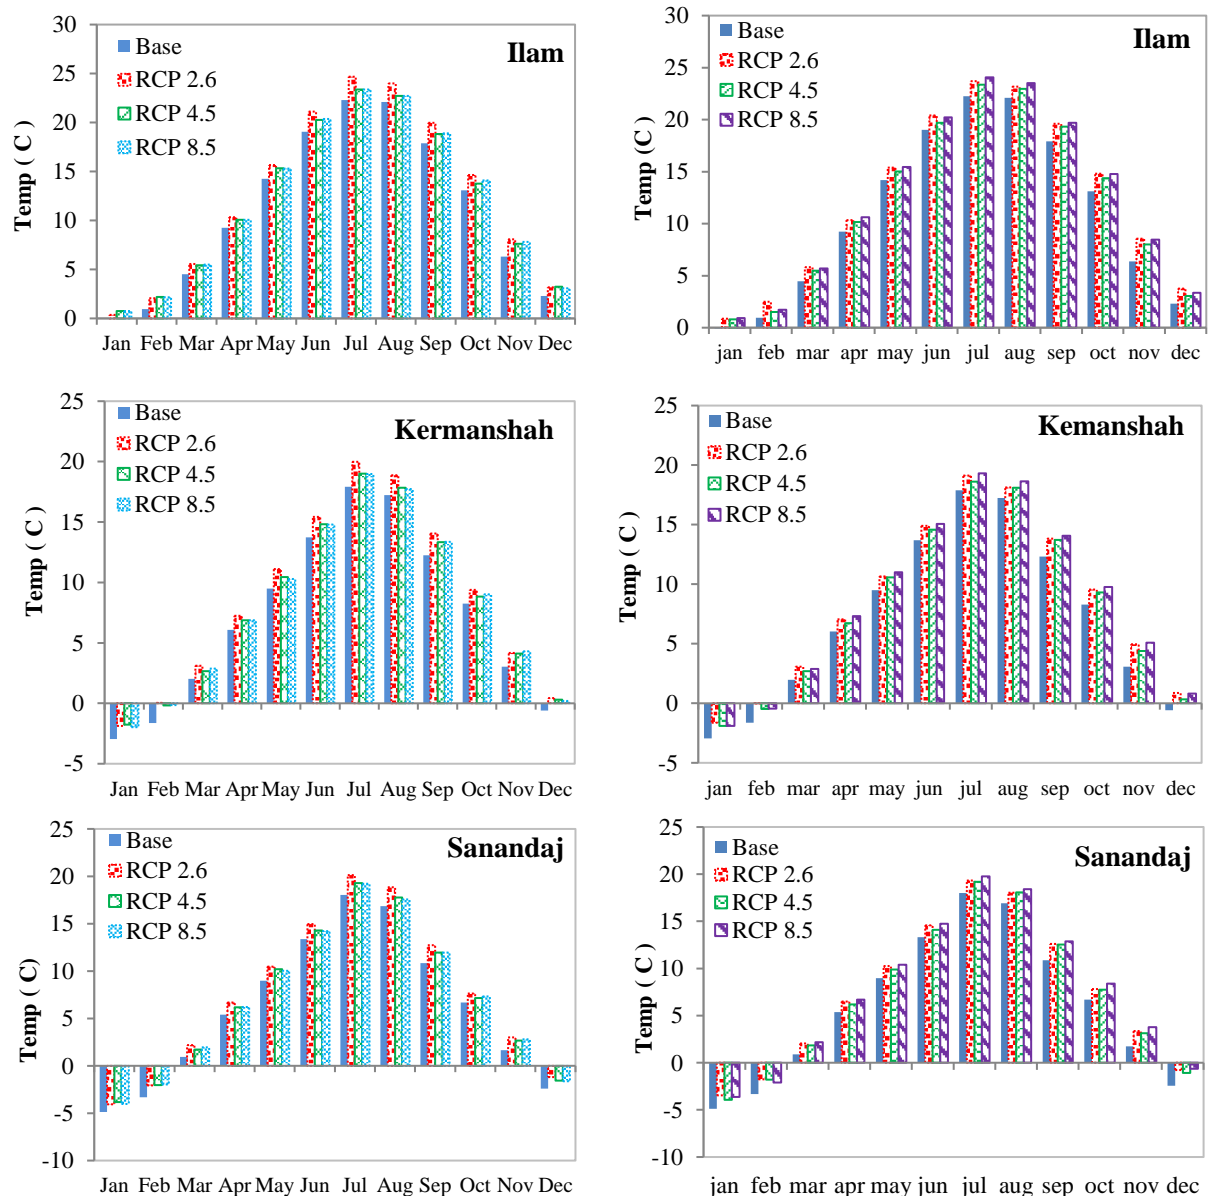 Ilam
Base
RCP 2.6
RCP 4.5
RCP 8.5
Temp ( C )
30
25
20
15
10
5
0
Jan Feb Mar Apr May Jun Jul Aug Sep Oct Nov Dec
Ilam
Base
RCP 2.6
RCP 4.5
RCP 8.5
Temp ( C )
30
25
20
15
10
5
0
jan feb mar apr may jun jul aug sep oct nov dec
Kermanshah
Base
RCP 2.6
RCP 4.5
RCP 8.5
Temp ( C )
25
20
15
10
5
0
-5
Jan Feb Mar Apr May Jun Jul Aug Sep Oct Nov Dec
Kemanshah
Base
RCP 2.6
RCP 4.5
RCP 8.5
Temp ( C )
25
20
15
10
5
0
-5
jan feb mar apr may jun jul aug sep oct nov dec
Sanandaj
Base
RCP 2.6
RCP 4.5
RCP 8.5
Temp ( C)
25
20
15
10
5
0
-5
-10
Jan Feb Mar Apr May Jun Jul Aug Sep Oct Nov Dec
Sanandaj
Base
RCP 2.6
RCP 4.5
RCP 8.5
Temp ( C )
25
20
15
10
5
0
-5
-10
jan feb mar apr may jun jul aug sep oct nov dec